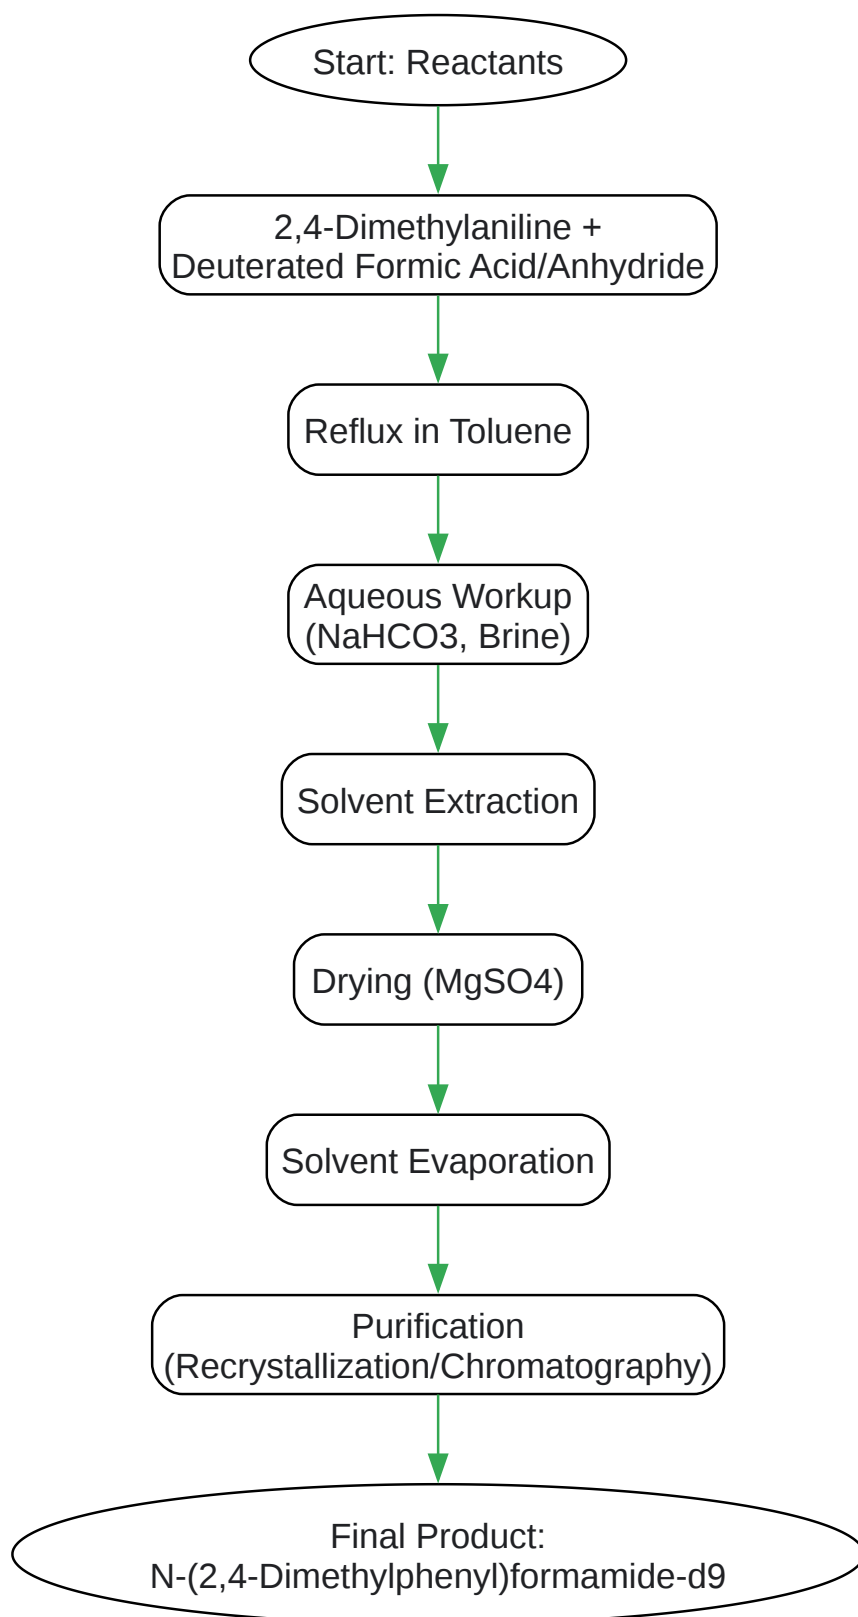 Start: Reactants
2,4-Dimethylaniline +
Deuterated Formic Acid/Anhydride
Reflux in Toluene
Aqueous Workup
(NaHCO3, Brine)
Solvent Extraction
Drying (MgSO4)
Solvent Evaporation
Purification
(Recrystallization/Chromatography)
Final Product:
N-(2,4-Dimethylphenyl)formamide-d9